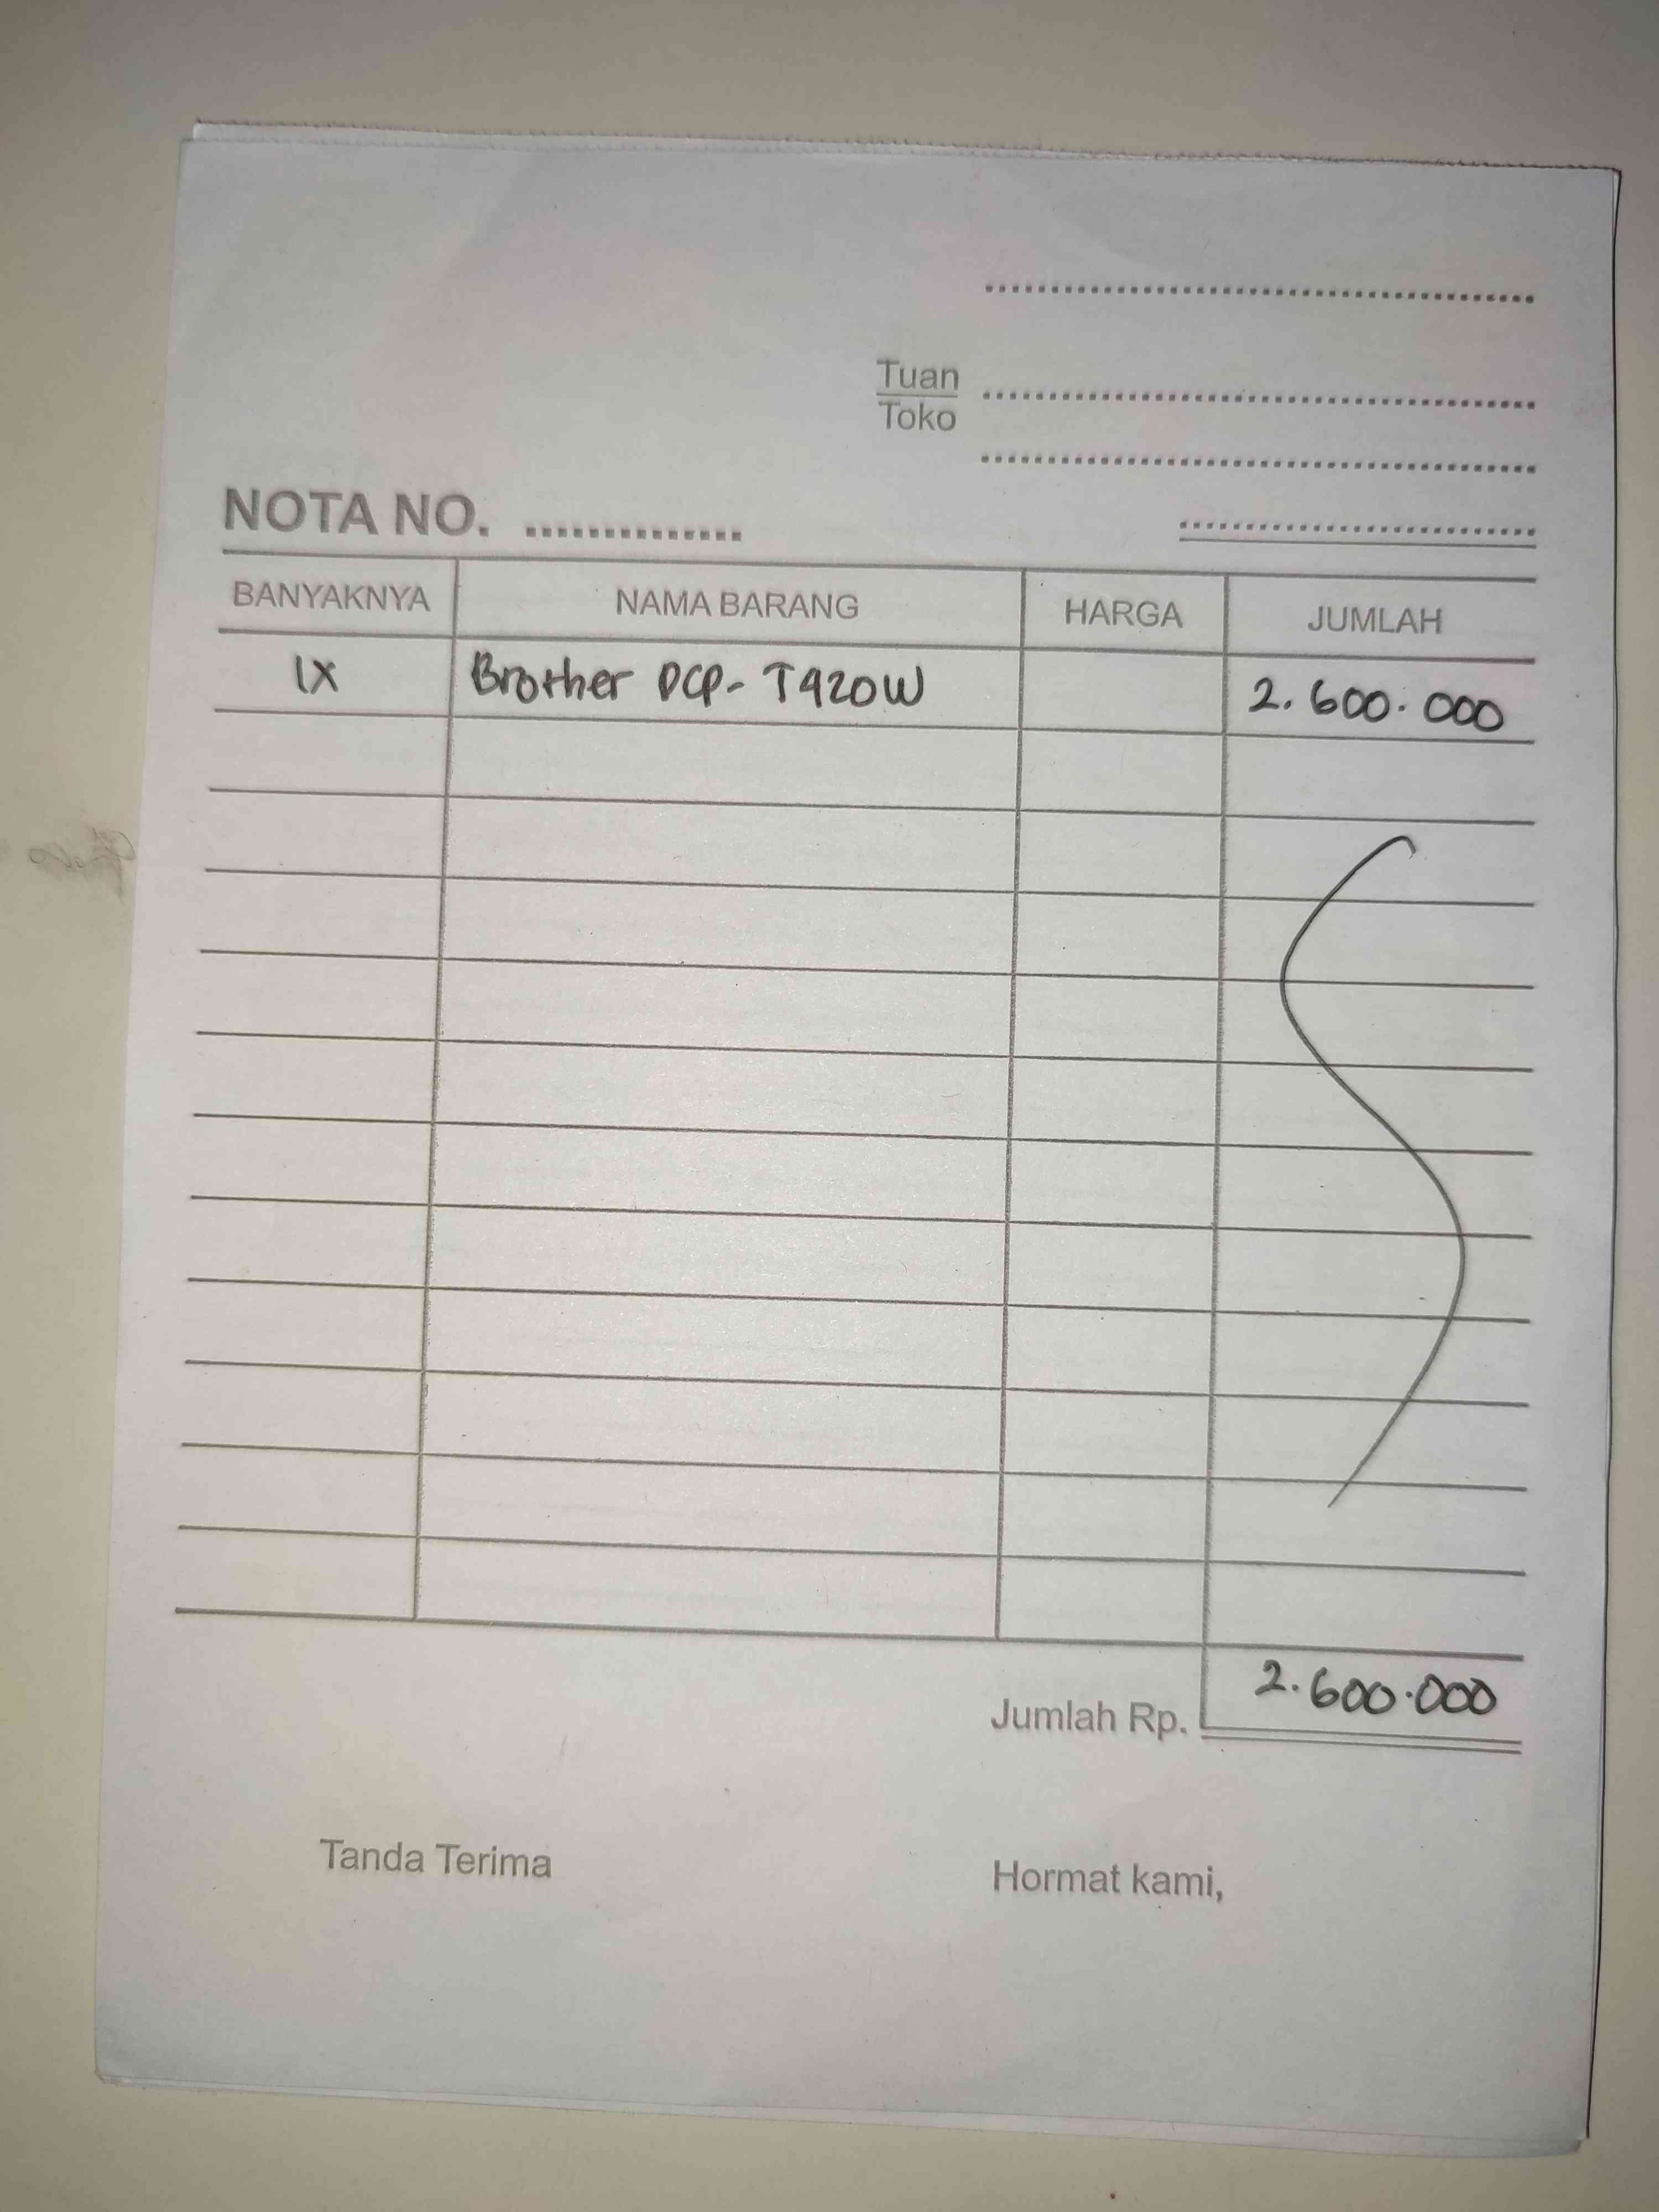 Tuan
Toko
NOTA NO. ..............
BANYAKNYA NAMA BARANG HARGA JUMLAH
1X Brother DCP- T420W 2.600.000
Jumlah Rp. 2.600.000
Tanda Terima Hormat kami,